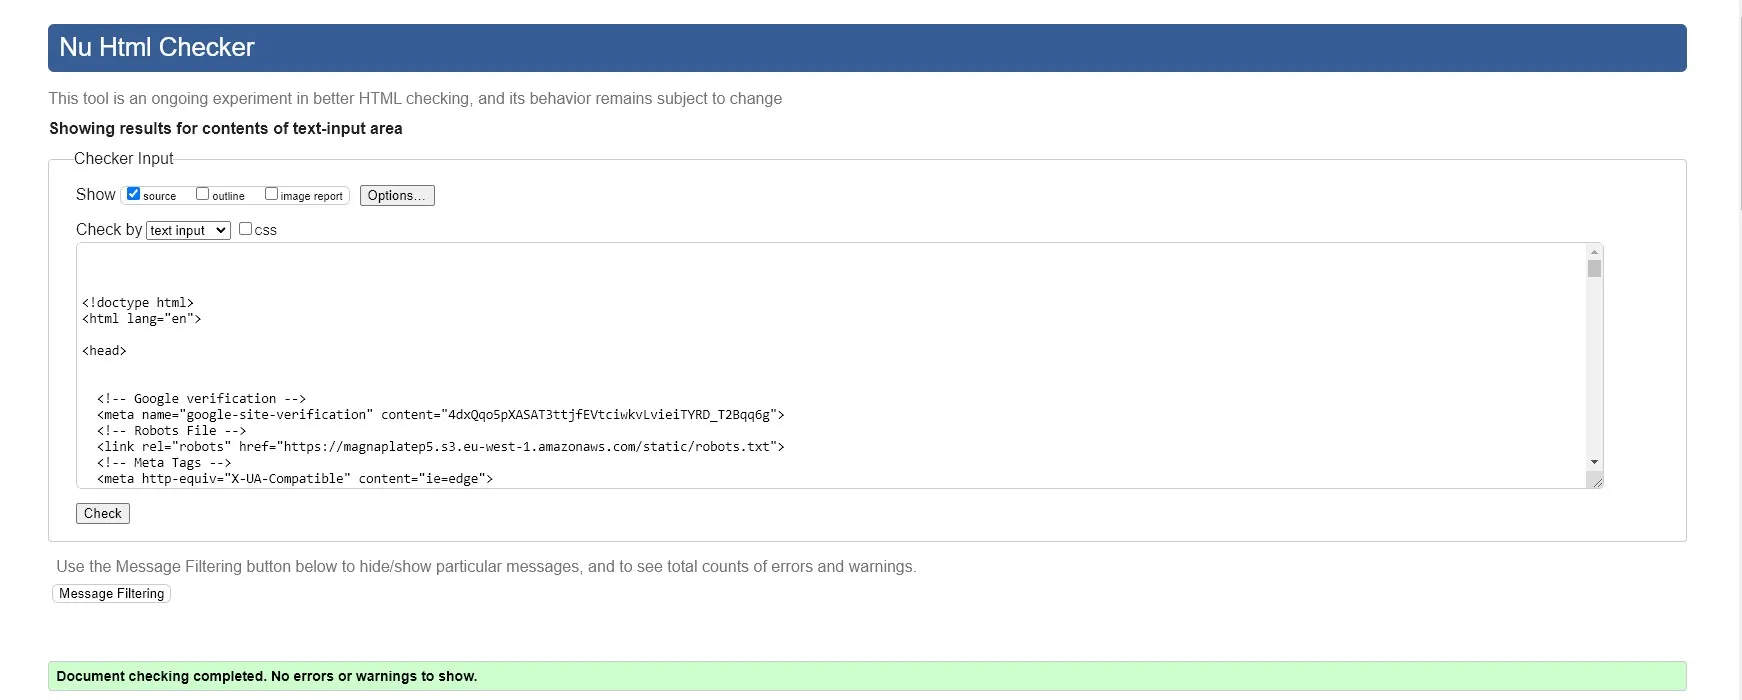 Nu Html Checker
This tool is an ongoing experiment in better HTML checking, and its behavior remains subject to change
Showing results for contents of text-input area
Checker Input
Show source outline image report Options...
Check by text input css
<!doctype html>
<html lang="en">
<head>
<!-- Google verification -->
<meta name="google-site-verification" content="4dxQqo5pXASAT3ttjfEVtciwkvLvieiTYRD_T2Bqq6g">
<!-- Robots File -->
<link rel="robots" href="https://magnaplatep5.s3.eu-west-1.amazonaws.com/static/robots.txt">
<!-- Meta Tags -->
<meta http-equiv="X-UA-Compatible" content="ie=edge">
Check
Use the Message Filtering button below to hide/show particular messages, and to see total counts of errors and warnings.
Message Filtering
Document checking completed. No errors or warnings to show.